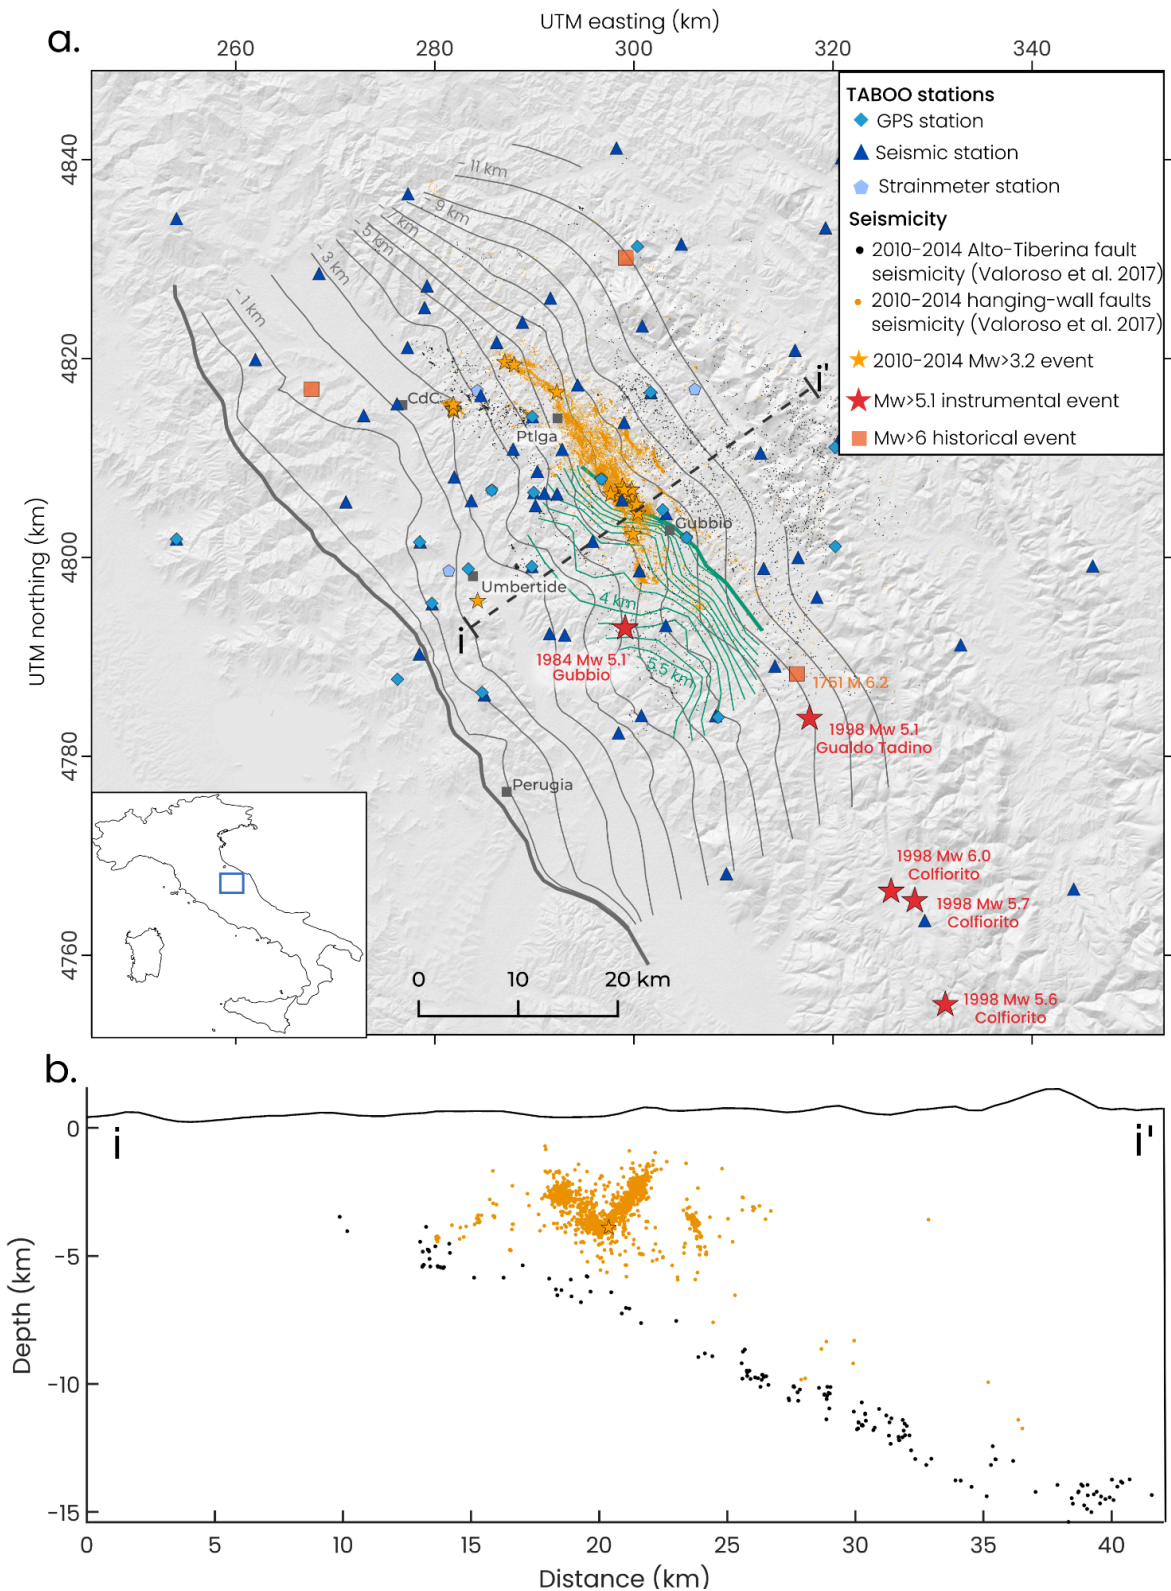 a.
UTM easting (km)
260
280
300
320
340
UTM northing (km)
4840
4820
4800
4780
4760
TABOO stations
GPS station
Seismic station
Strainmeter station
Seismicity
2010-2014 Alto-Tiberina fault
seismicity (Valoroso et al. 2017)
2010-2014 hanging-wall faults
seismicity (Valoroso et al. 2017)
2010-2014 Mw>3.2 event
Mw>5.1 instrumental event
Mw>6 historical event
- 11 km
- 9 km
- 7 km
- 5 km
- 3 km
- 1 km
i'
CdC
Ptlga
Gubbio
Umbertide
i
4 km
1984 Mw 5.1
Gubbio
5.5 km
1751 M 6.2
1998 Mw 5.1
Gualdo Tadino
Perugia
1998 Mw 6.0
Colfiorito
1998 Mw 5.7
Colfiorito
1998 Mw 5.6
Colfiorito
0 10 20 km
b.
i
i'
Depth (km)
0
−5
−10
−15
0 5 10 15 20 25 30 35 40
Distance (km)